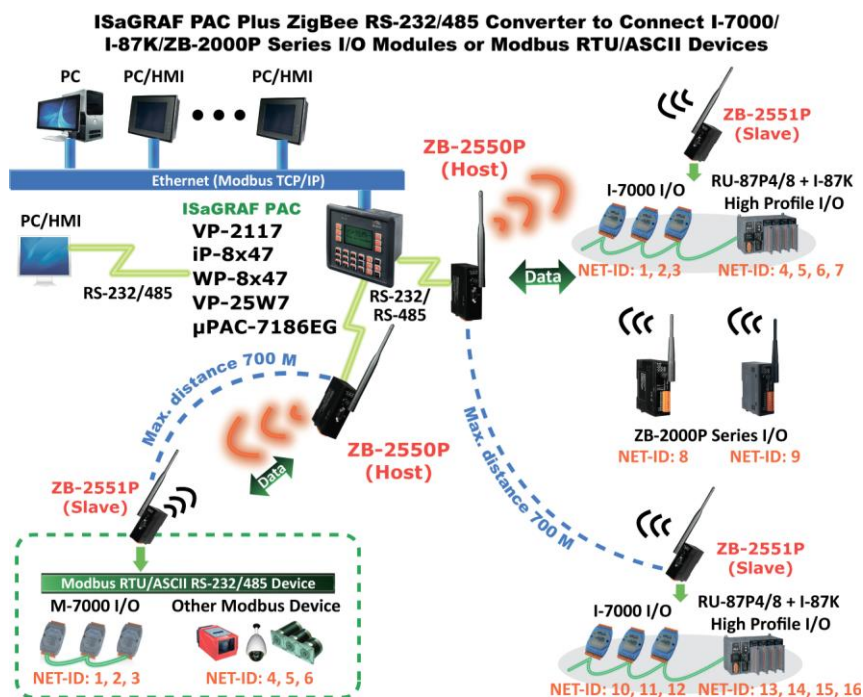 ISaGRAF PAC Plus ZigBee RS-232/485 Converter to Connect I-7000/
I-87K/ZB-2000P Series I/O Modules or Modbus RTU/ASCII Devices
PC
PC/HMI
PC/HMI
Ethernet (Modbus TCP/IP)
ZB-2550P
(Host)
ZB-2551P
(Slave)
I-7000 I/O
RU-87P4/8 + I-87K
High Profile I/O
NET-ID: 1, 2,3
NET-ID: 4, 5, 6, 7
Data
PC/HMI
RS-232/485
ISaGRAF PAC
VP-2117
iP-8x47
WP-8x47
VP-25W7
µPAC-7186EG
RS-232/
RS-485
Max. distance 700 M
ZB-2550P
(Host)
Data
Max. distance 700 M
ZB-2000P Series I/O
NET-ID: 8
NET-ID: 9
ZB-2551P
(Slave)
Modbus RTU/ASCII RS-232/485 Device
M-7000 I/O
Other Modbus Device
NET-ID: 1, 2, 3
NET-ID: 4, 5, 6
ZB-2551P
(Slave)
I-7000 I/O
RU-87P4/8 + I-87K
High Profile I/O
NET-ID: 10, 11, 12
NET-ID: 13, 14, 15, 16